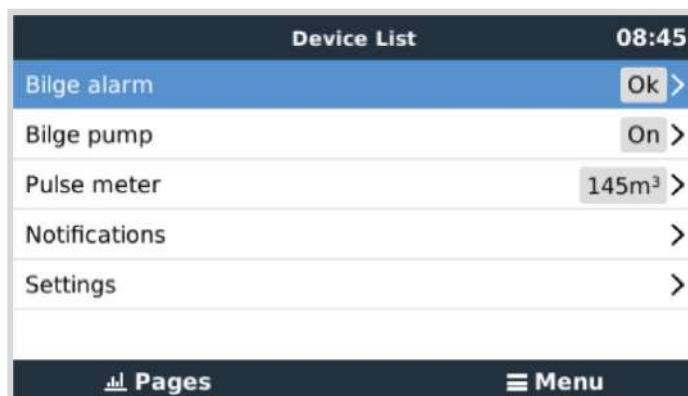 Device List 08:45
Bilge alarm Ok
Bilge pump On
Pulse meter 145m³
Notifications
Settings
Pages Menu